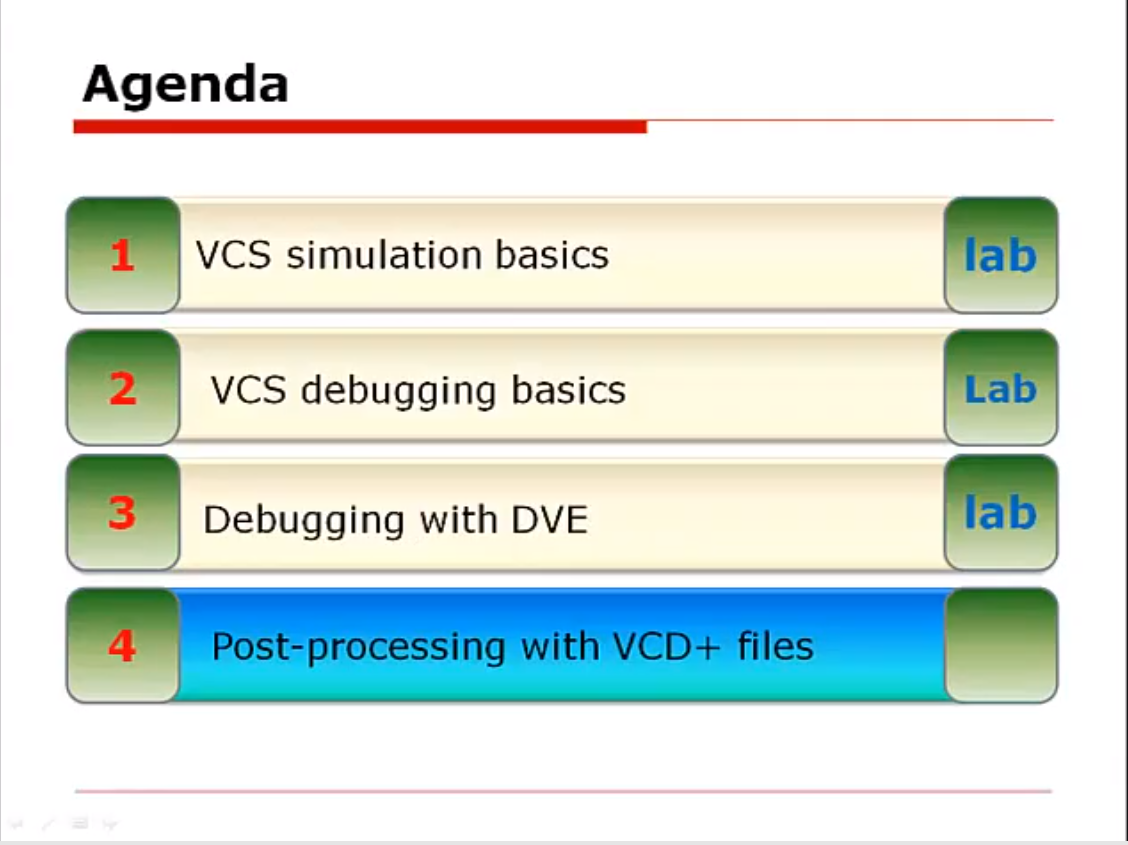 Agenda
1 VCS simulation basics lab
2 VCS debugging basics Lab
3 Debugging with DVE lab
4 Post-processing with VCD+ files